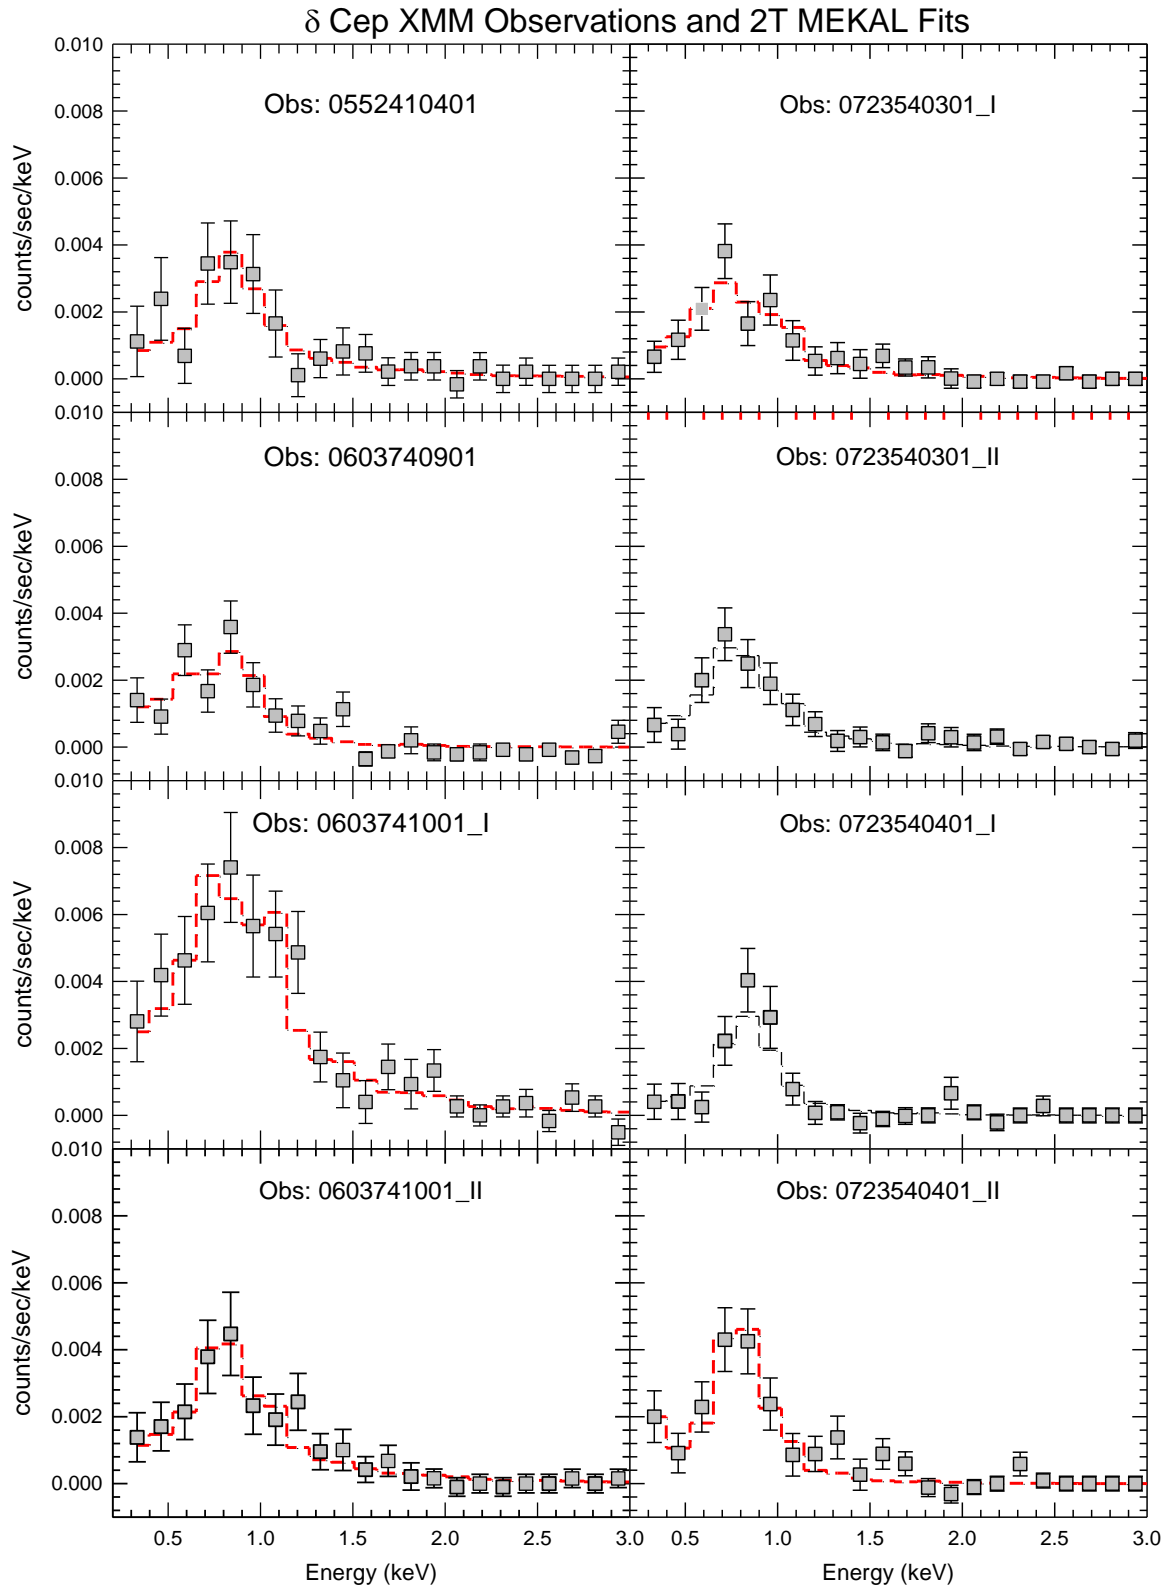 δ Cep XMM Observations and 2T MEKAL Fits
0.010
0.008
0.006
0.004
0.002
0.000
counts/sec/keV
Obs: 0552410401
Obs: 0723540301_I
0.010
0.008
0.006
0.004
0.002
0.000
counts/sec/keV
Obs: 0603740901
Obs: 0723540301_II
0.010
0.008
0.006
0.004
0.002
0.000
counts/sec/keV
Obs: 0603741001_I
Obs: 0723540401_I
0.010
0.008
0.006
0.004
0.002
0.000
counts/sec/keV
Obs: 0603741001_II
Obs: 0723540401_II
0.5 1.0 1.5 2.0 2.5 3.0 0.5 1.0 1.5 2.0 2.5 3.0
Energy (keV) Energy (keV)